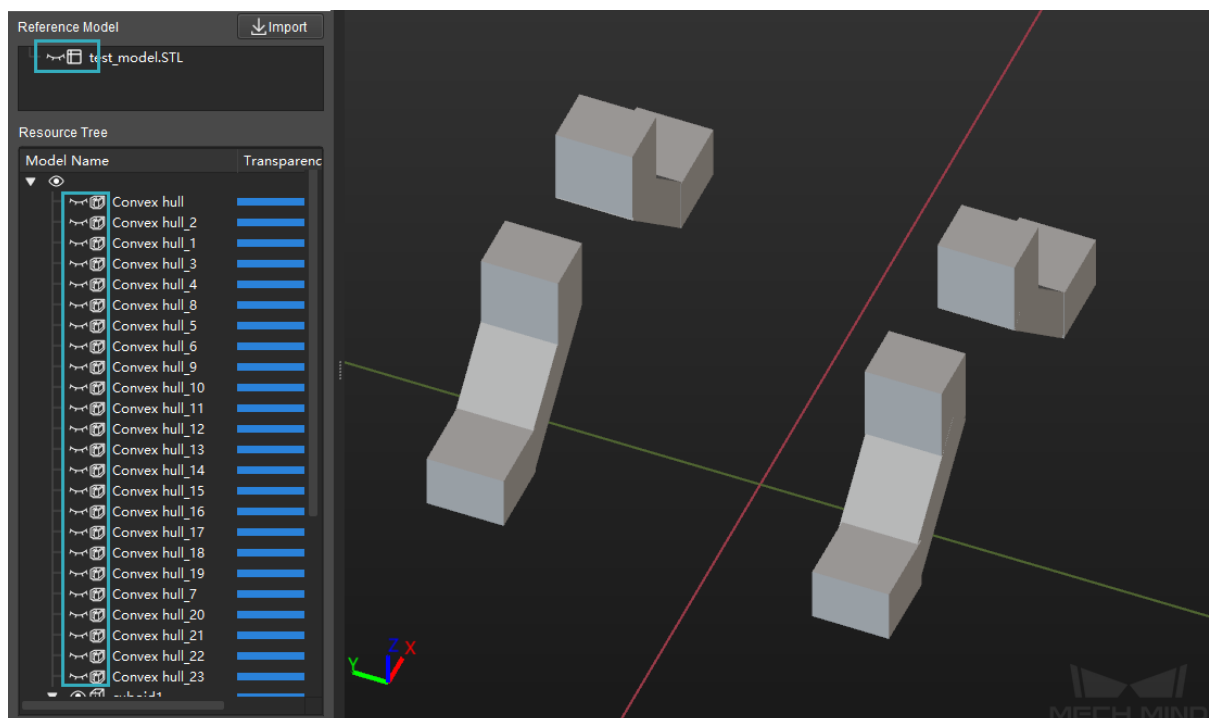 Reference Model
Import
test_model.STL
Resource Tree
Model Name Transparenc
Convex hull
Convex hull_2
Convex hull_1
Convex hull_3
Convex hull_4
Convex hull_8
Convex hull_5
Convex hull_6
Convex hull_9
Convex hull_10
Convex hull_11
Convex hull_12
Convex hull_13
Convex hull_14
Convex hull_15
Convex hull_16
Convex hull_17
Convex hull_18
Convex hull_19
Convex hull_7
Convex hull_20
Convex hull_21
Convex hull_22
Convex hull_23
Z X
Y
MECH MIND